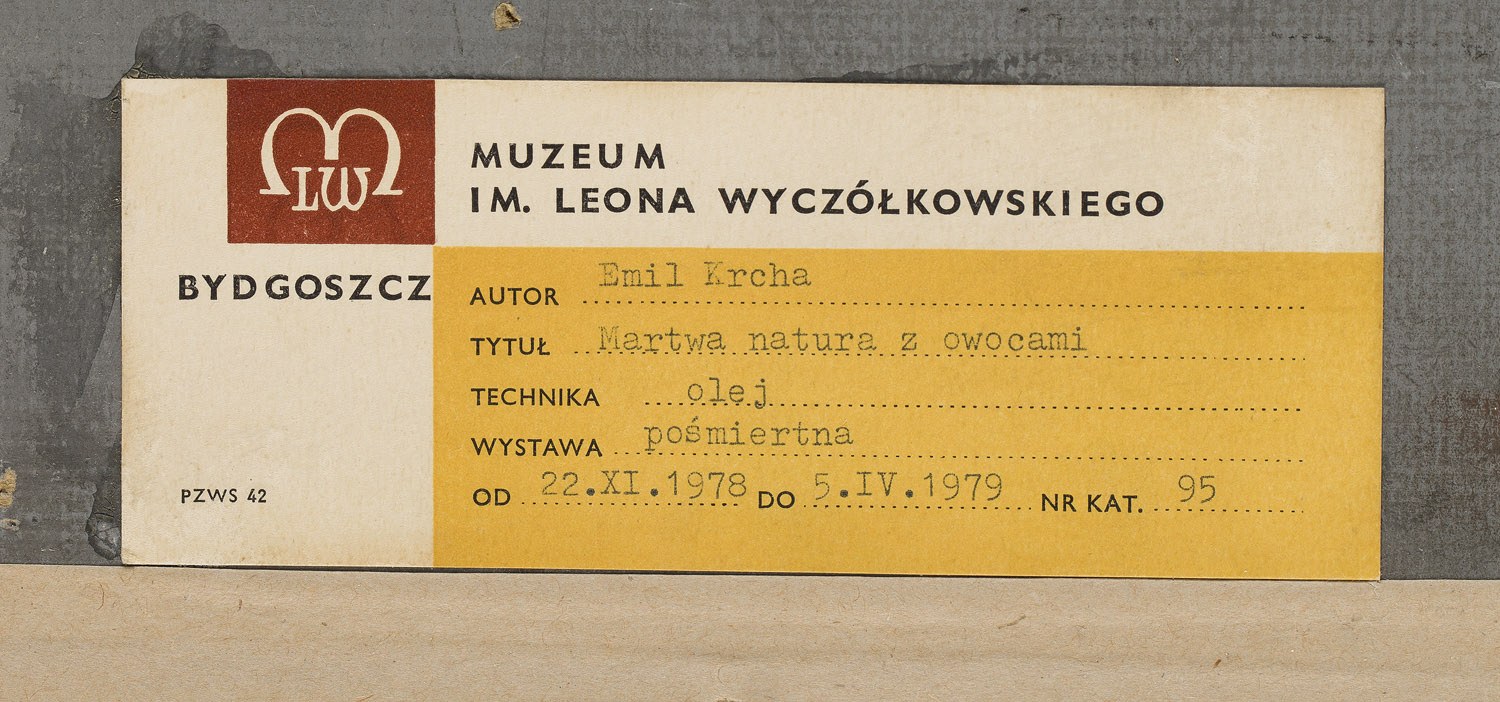 MLW
MUZEUM
IM. LEONA WYCZÓŁKOWSKIEGO
BYDGOSZCZ
AUTOR Emil Krcha
TYTUŁ Martwa natura z owocami
TECHNIKA olej
WYSTAWA pośmiertna
OD 22.XI.1978 DO 5.IV.1979 NR KAT. 95
PZWS 42